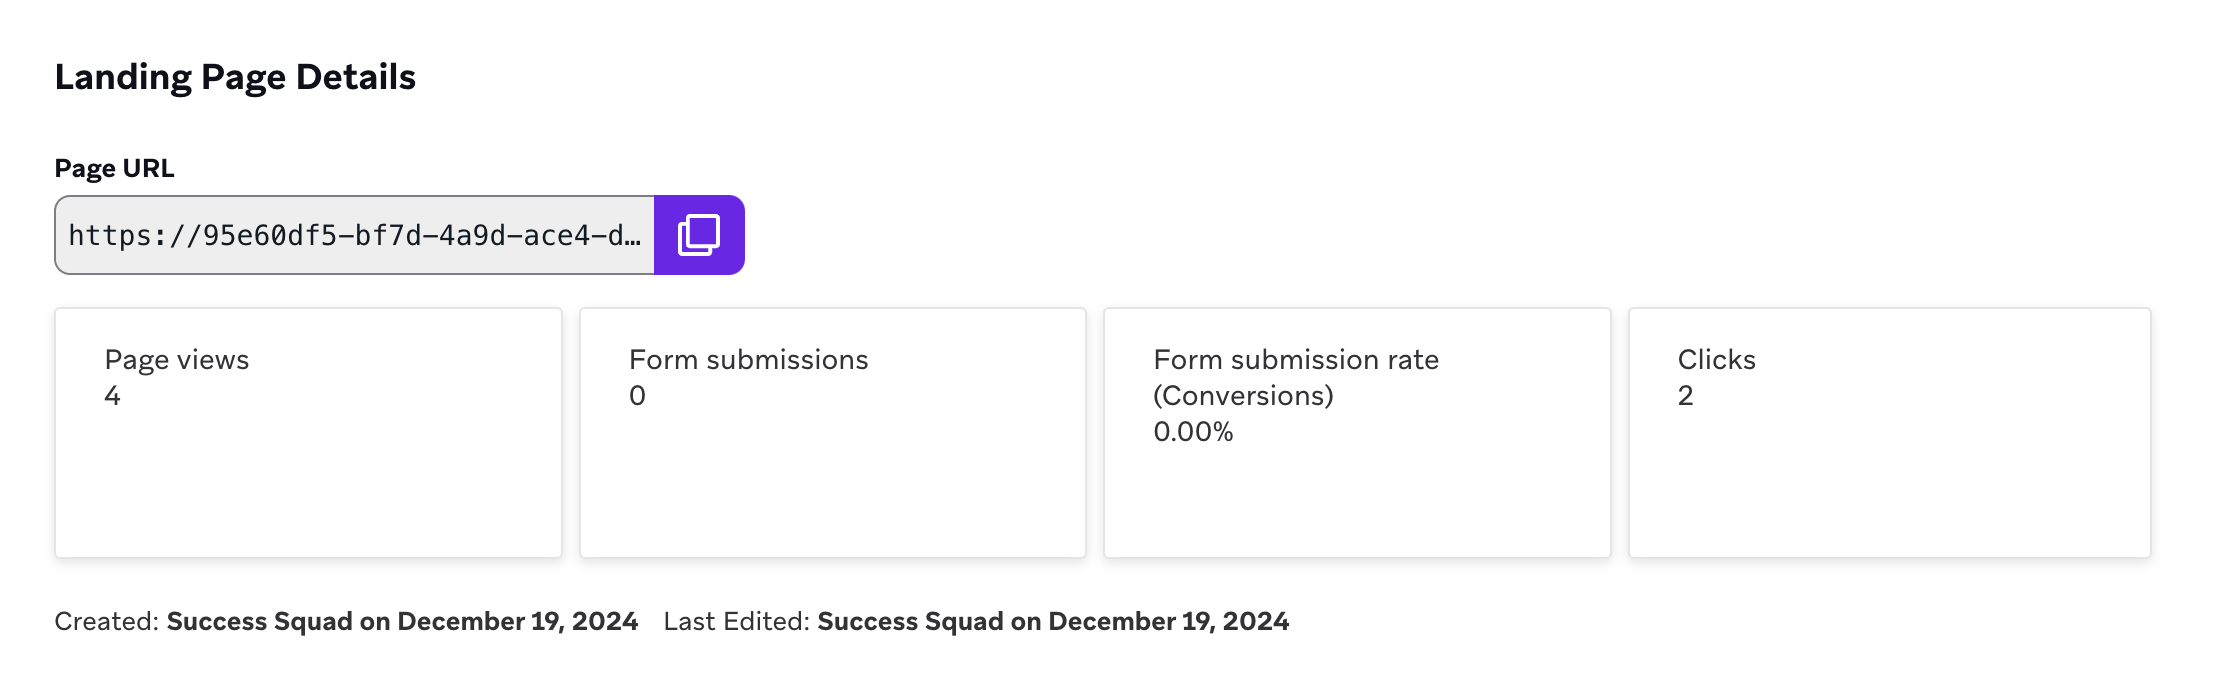 Landing Page Details
Page URL
https://95e60df5-bf7d-4a9d-ace4-d…
Page views
4
Form submissions
0
Form submission rate
(Conversions)
0.00%
Clicks
2
Created: Success Squad on December 19, 2024 Last Edited: Success Squad on December 19, 2024